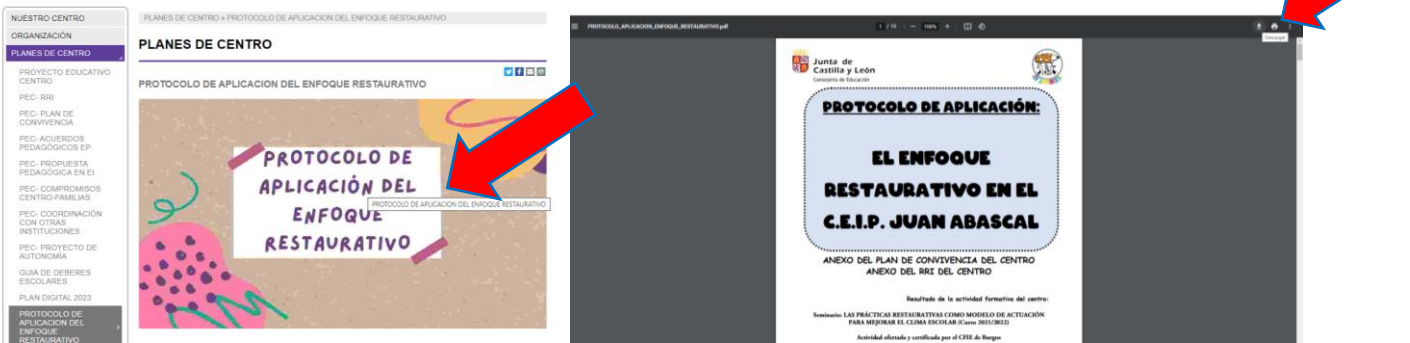 NUESTRO CENTRO
ORGANIZACIÓN
PLANES DE CENTRO
PROYECTO EDUCATIVO
CENTRO
PEC- RRI
PEC- PLAN DE
CONVIVENCIA
PEC- ACUERDOS
PEDAGÓGICOS EP
PEC- PROPUESTA
PEDAGÓGICA EN EI
PEC- COMPROMISOS
CENTRO-FAMILIAS
PEC- COORDINACIÓN
CON OTRAS
INSTITUCIONES
PEC- PROYECTO DE
AUTONOMÍA
GUIA DE DEBERES
ESCOLARES
PLAN DIGITAL 2023
PROTOCOLO DE
APLICACION DEL
ENFOQUE
RESTAURATIVO
PLANES DE CENTRO » PROTOCOLO DE APLICACION DEL ENFOQUE RESTAURATIVO
PLANES DE CENTRO
PROTOCOLO DE APLICACION DEL ENFOQUE RESTAURATIVO
PROTOCOLO DE
APLICACIÓN DEL
ENFOQUE
RESTAURATIVO
PROTOCOLO DE APLICACION DEL ENFOQUE RESTAURATIVO
PROTOCOLO_APLICACION_ENFOQUE_RESTAURATIVO.pdf
1 / 16
100%
Descargar
Junta de
Castilla y León
Consejería de Educación
PROTOCOLO DE APLICACIÓN:
EL ENFOQUE
RESTAURATIVO EN EL
C.E.I.P. JUAN ABASCAL
ANEXO DEL PLAN DE CONVIVENCIA DEL CENTRO
ANEXO DEL RRI DEL CENTRO
Resultado de la actividad formativa del centro:
Seminario: LAS PRÁCTICAS RESTAURATIVAS COMO MODELO DE ACTUACIÓN
PARA MEJORAR EL CLIMA ESCOLAR (Curso 2021/2022)
Actividad ofertada y certificada por el CFIE de Burgos